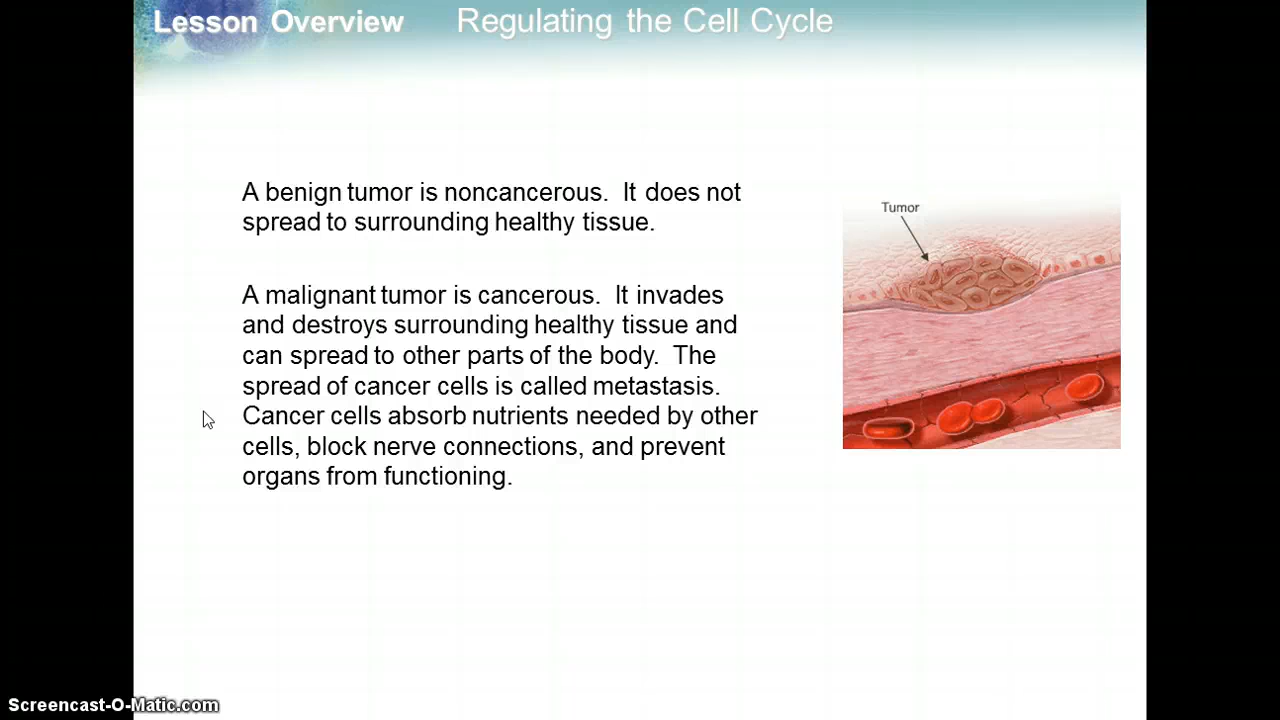 Lesson Overview Regulating the Cell Cycle
A benign tumor is noncancerous. It does not
spread to surrounding healthy tissue.
Tumor
A malignant tumor is cancerous. It invades
and destroys surrounding healthy tissue and
can spread to other parts of the body. The
spread of cancer cells is called metastasis.
Cancer cells absorb nutrients needed by other
cells, block nerve connections, and prevent
organs from functioning.
Screencast-O-Matic.com